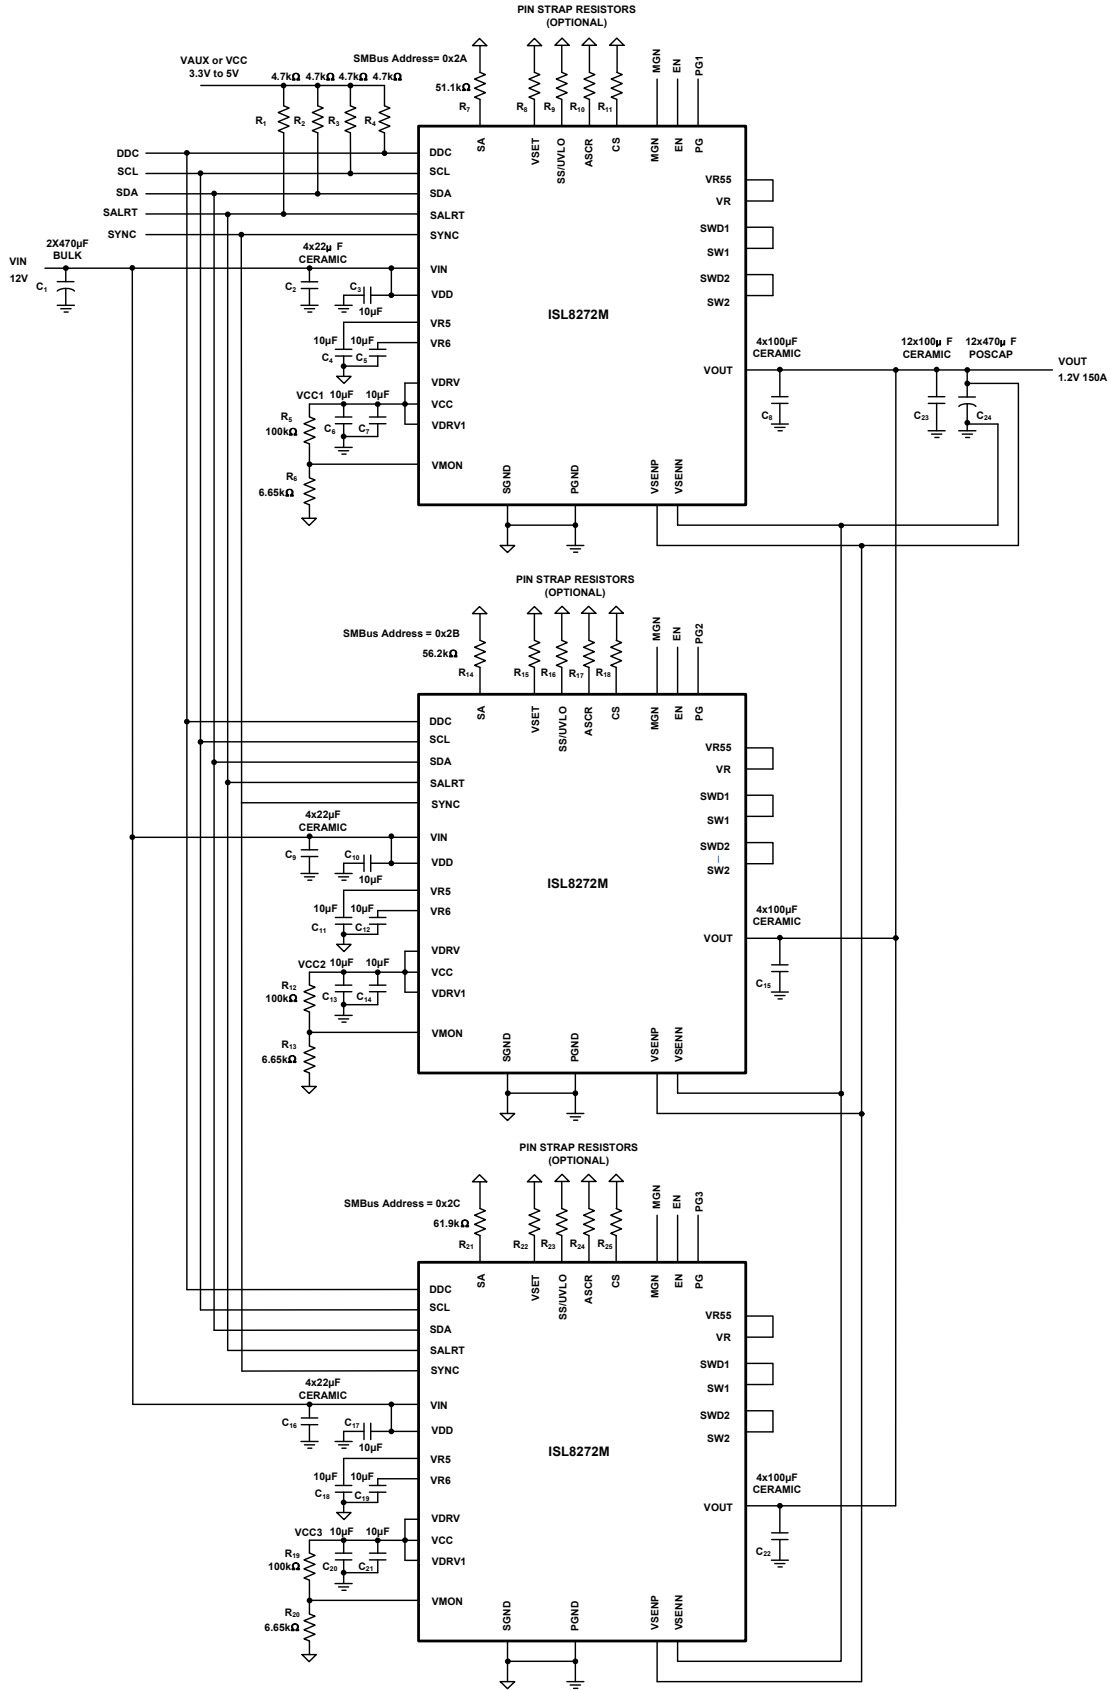 PIN STRAP RESISTORS
(OPTIONAL)
SMBus Address= 0x2A
VAUX or VCC
3.3V to 5V
4.7kΩ 4.7kΩ 4.7kΩ 4.7kΩ
51.1kΩ
MGN
EN
PG1
R1 R2 R3 R4 R7 R8 R9 R10 R11
SA VSET SS/UVLO ASCR CS MGN EN PG
DDC DDC
SCL SCL
SDA SDA
SALRT SALRT
SYNC SYNC
VR55
VR
SWD1
SW1
SWD2
SW2
2X470µF
BULK
4x22µ F
CERAMIC
VIN
12V
C1
C2
C3
10µF
VIN
VDD
VR5
VR6
10µF 10µF
C4 C5
ISL8272M
VDRV
VCC
VDRV1
VCC1 10µF 10µF
R5
100kΩ
C6 C7
VMON
R6
6.65kΩ
VOUT
4x100µF
CERAMIC
C8
12x100µ F
CERAMIC
C23
12x470µ F
POSCAP
C24
VOUT
1.2V 150A
SGND PGND VSENP VSENN
PIN STRAP RESISTORS
(OPTIONAL)
SMBus Address = 0x2B
56.2kΩ
MGN
EN
PG2
R14 R15 R16 R17 R18
SA VSET SS/UVLO ASCR CS MGN EN PG
DDC
SCL
SDA
SALRT
SYNC
VR55
VR
SWD1
SW1
SWD2
SW2
4x22µF
CERAMIC
C9
C10
10µF
VIN
VDD
VR5
VR6
10µF 10µF
C11 C12
ISL8272M
VDRV
VCC
VDRV1
VCC2 10µF 10µF
R12
100kΩ
C13 C14
VMON
R13
6.65kΩ
VOUT
4x100µF
CERAMIC
C15
SGND PGND VSENP VSENN
PIN STRAP RESISTORS
(OPTIONAL)
SMBus Address = 0x2C
61.9kΩ
MGN
EN
PG3
R21 R22 R23 R24 R25
SA VSET SS/UVLO ASCR CS MGN EN PG
DDC
SCL
SDA
SALRT
SYNC
VR55
VR
SWD1
SW1
SWD2
SW2
4x22µF
CERAMIC
C16
C17
10µF
VIN
VDD
VR5
VR6
10µF 10µF
C18 C19
ISL8272M
VDRV
VCC
VDRV1
VCC3 10µF 10µF
R19
100kΩ
C20 C21
VMON
R20
6.65kΩ
VOUT
4x100µF
CERAMIC
C22
SGND PGND VSENP VSENN